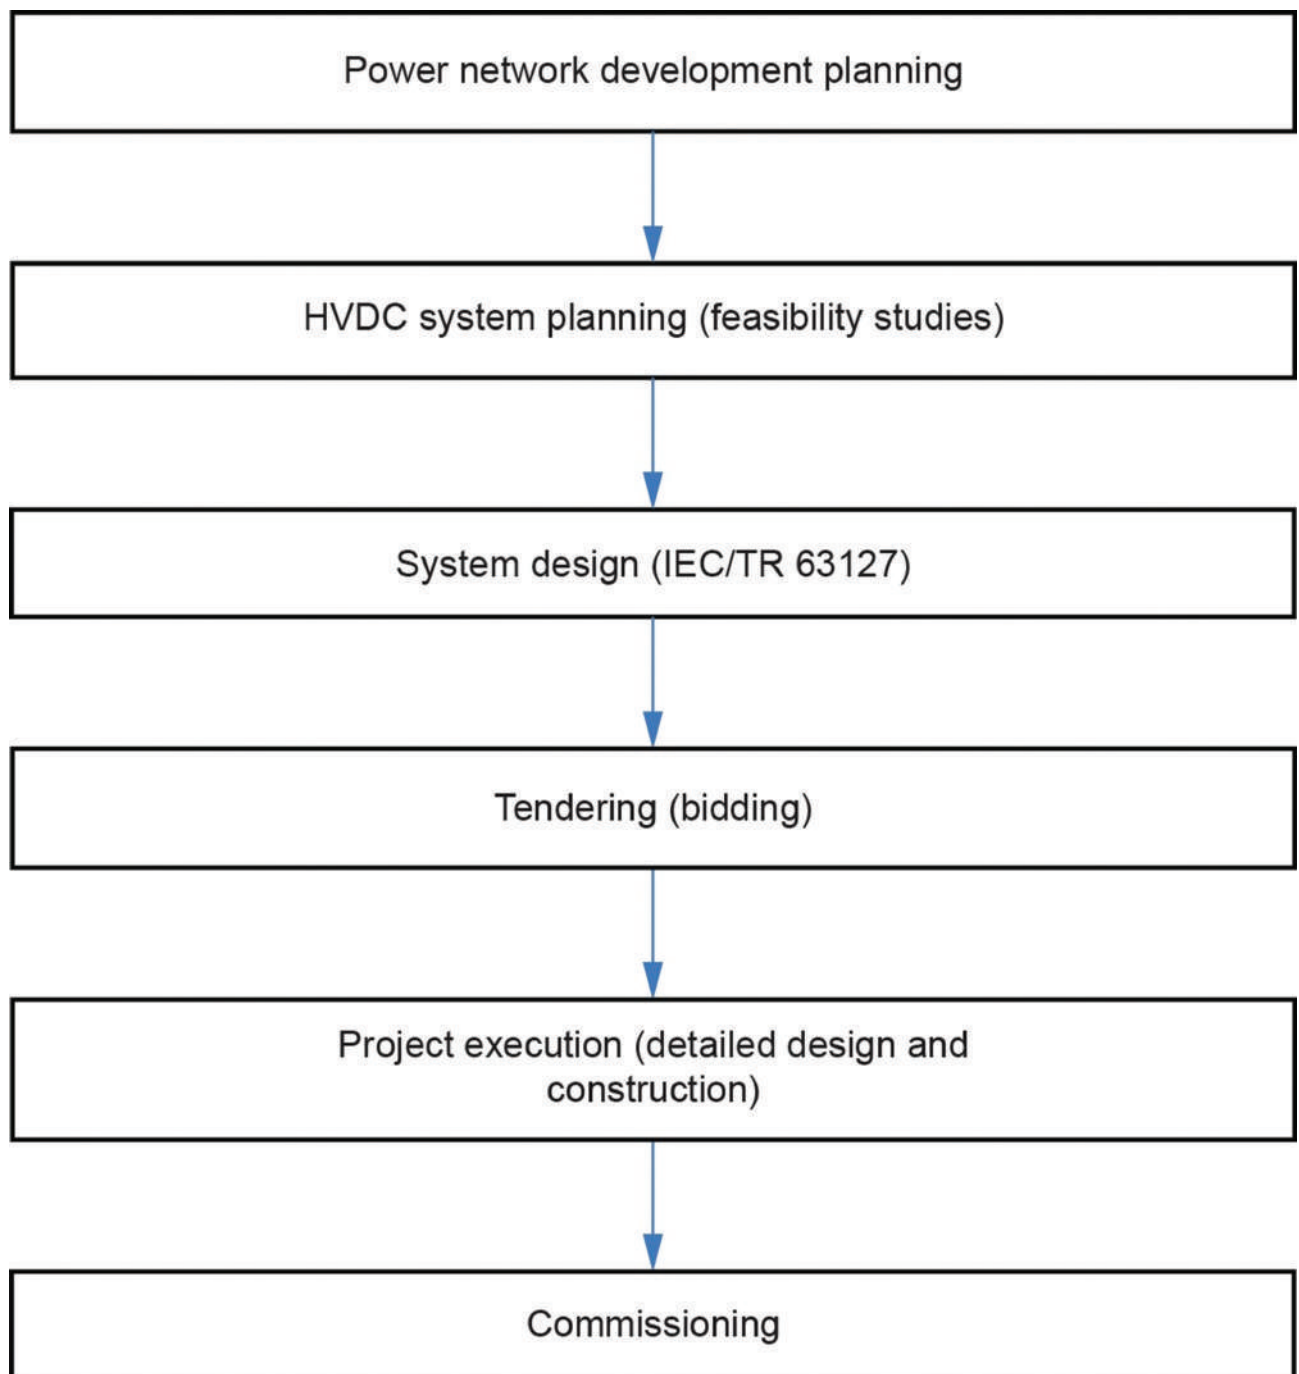 Power network development planning
HVDC system planning (feasibility studies)
System design (IEC/TR 63127)
Tendering (bidding)
Project execution (detailed design and
construction)
Commissioning